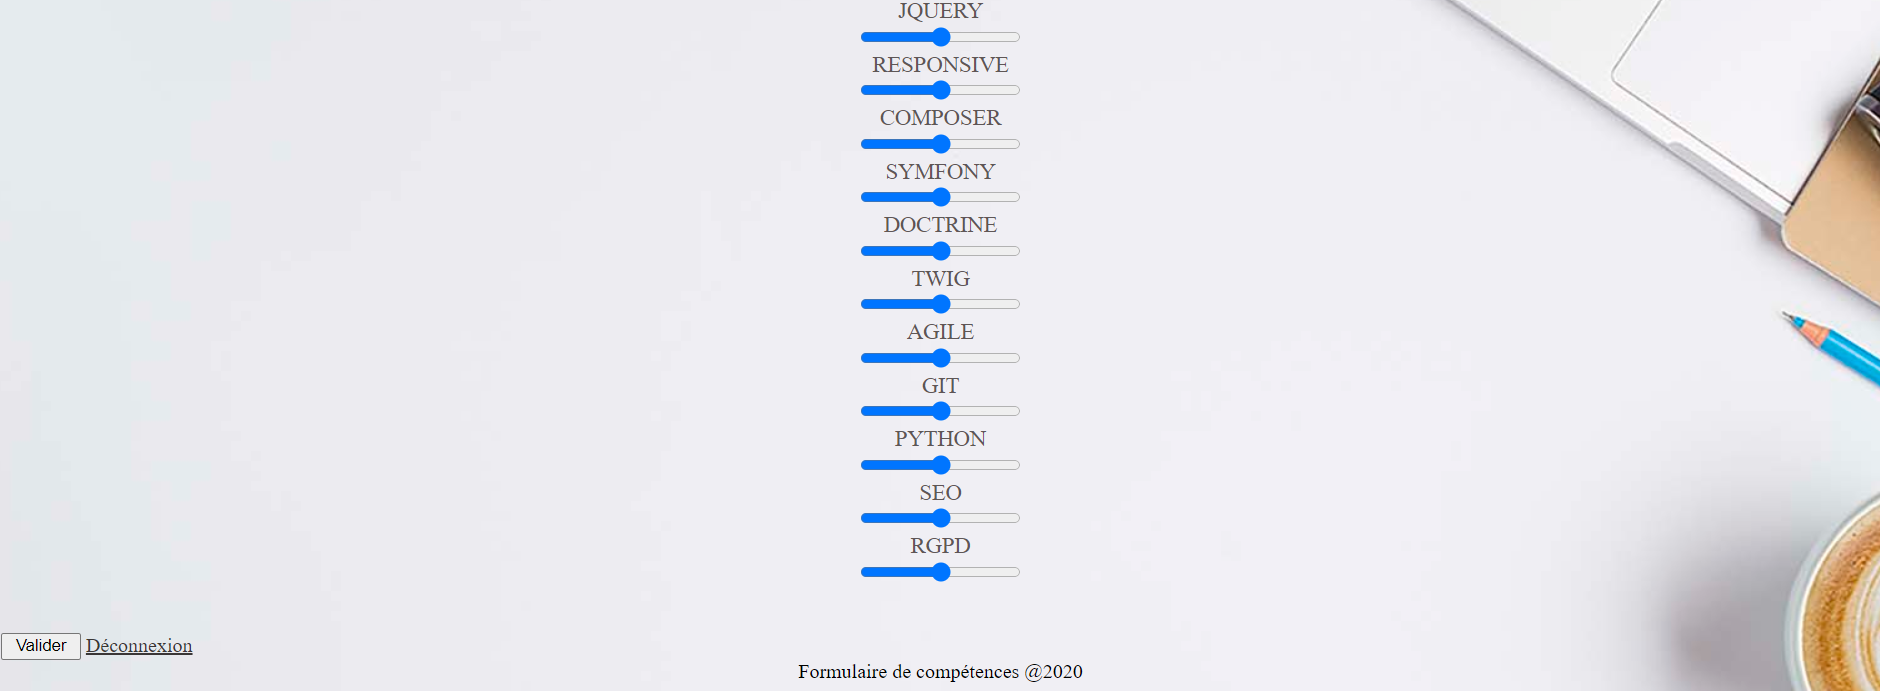 JQUERY
RESPONSIVE
COMPOSER
SYMFONY
DOCTRINE
TWIG
AGILE
GIT
PYTHON
SEO
RGPD
Valider Déconnexion
Formulaire de compétences @2020